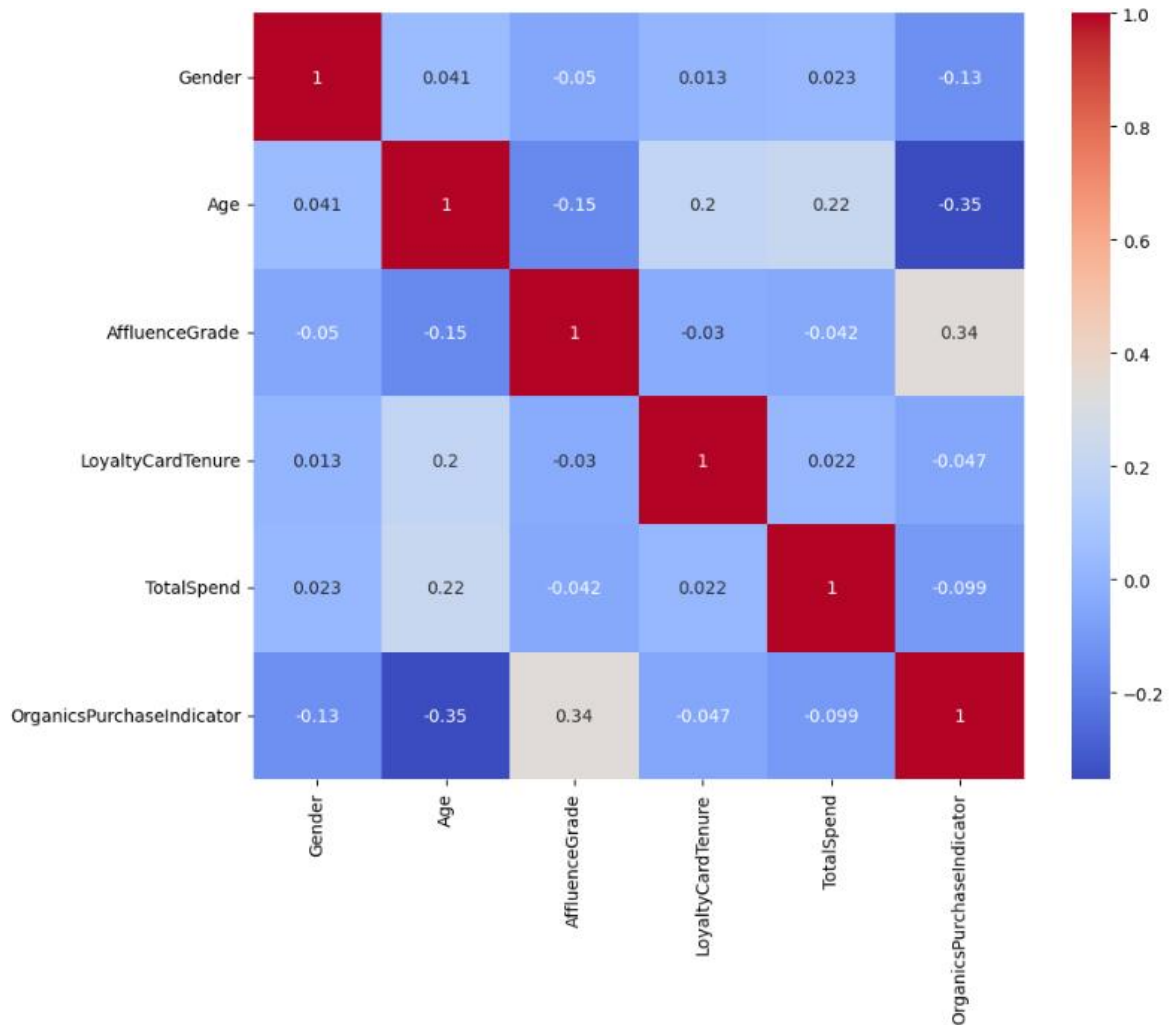 Gender 1 0.041 -0.05 0.013 0.023 -0.13
Age 0.041 1 -0.15 0.2 0.22 -0.35
AffluenceGrade -0.05 -0.15 1 -0.03 -0.042 0.34
LoyaltyCardTenure 0.013 0.2 -0.03 1 0.022 -0.047
TotalSpend 0.023 0.22 -0.042 0.022 1 -0.099
OrganicsPurchaseIndicator -0.13 -0.35 0.34 -0.047 -0.099 1
Gender
Age
AffluenceGrade
LoyaltyCardTenure
TotalSpend
OrganicsPurchaseIndicator
1.0
0.8
0.6
0.4
0.2
0.0
−0.2